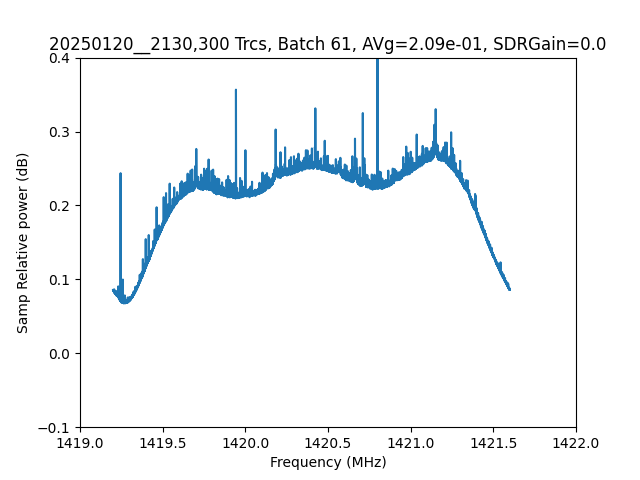 20250120__2130,300 Trcs, Batch 61, AVg=2.09e-01, SDRGain=0.0
0.4
0.3
0.2
0.1
0.0
−0.1
Samp Relative power (dB)
1419.0 1419.5 1420.0 1420.5 1421.0 1421.5 1422.0
Frequency (MHz)